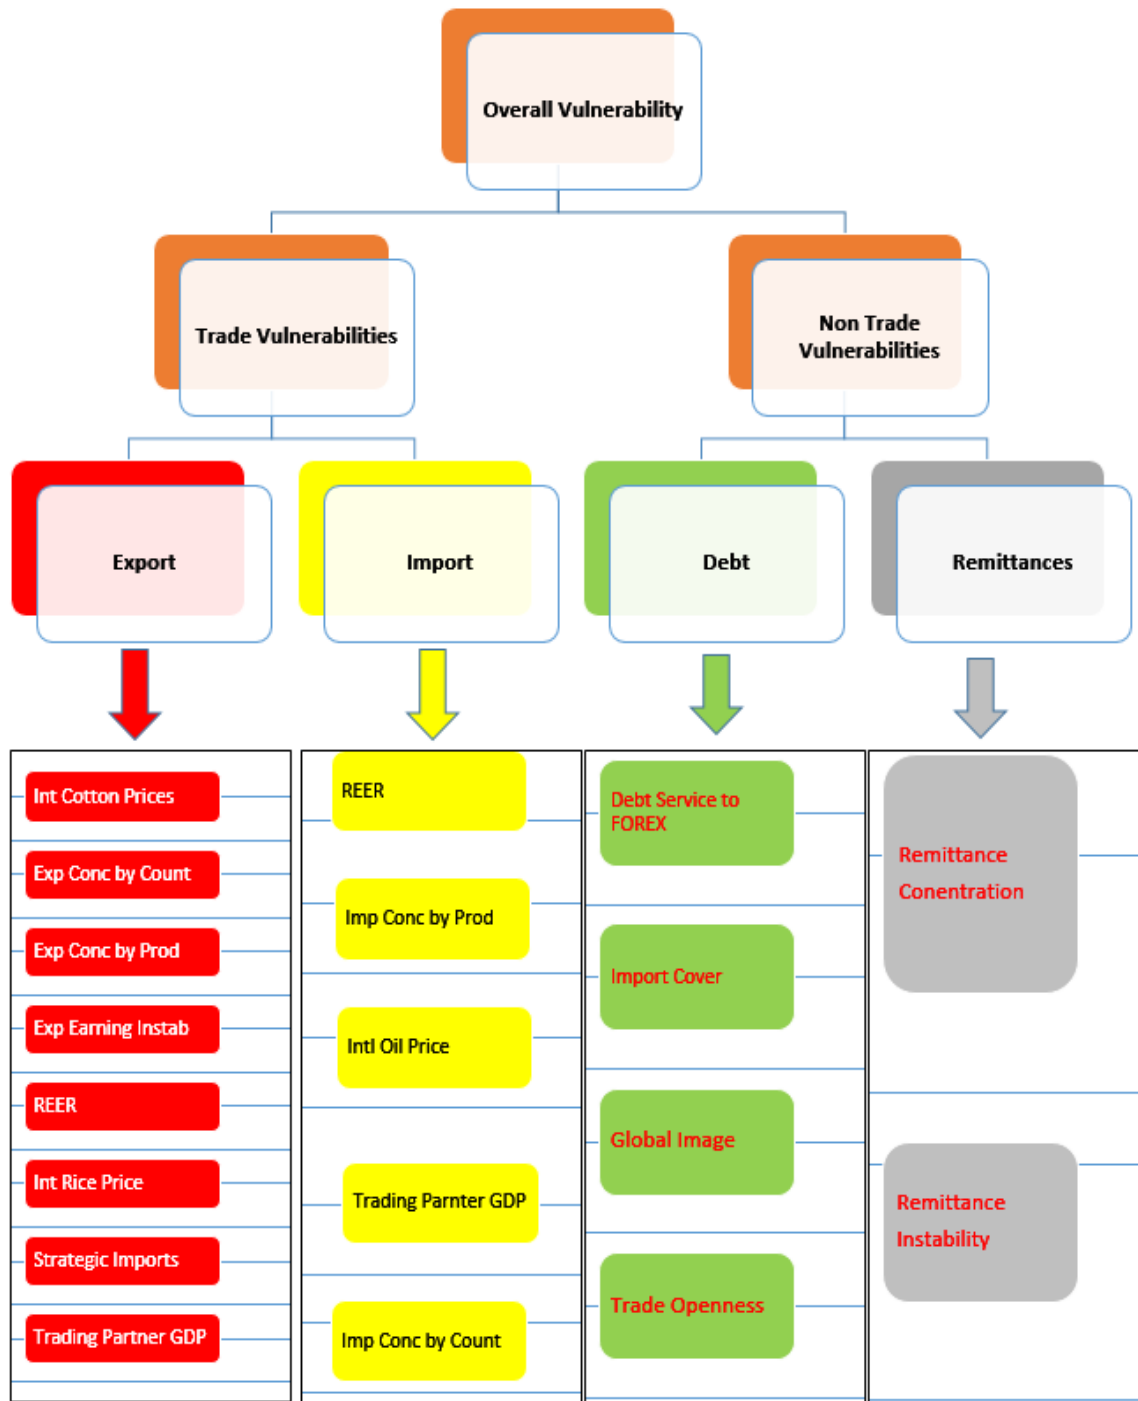 Overall Vulnerability
Trade Vulnerabilities
Non Trade
Vulnerabilities
Export
Import
Debt
Remittances
Int Cotton Prices
Exp Conc by Count
Exp Conc by Prod
Exp Earning Instab
REER
Int Rice Price
Strategic Imports
Trading Partner GDP
REER
Imp Conc by Prod
Intl Oil Price
Trading Parnter GDP
Imp Conc by Count
Debt Service to
FOREX
Import Cover
Global Image
Trade Openness
Remittance
Conentration
Remittance
Instability